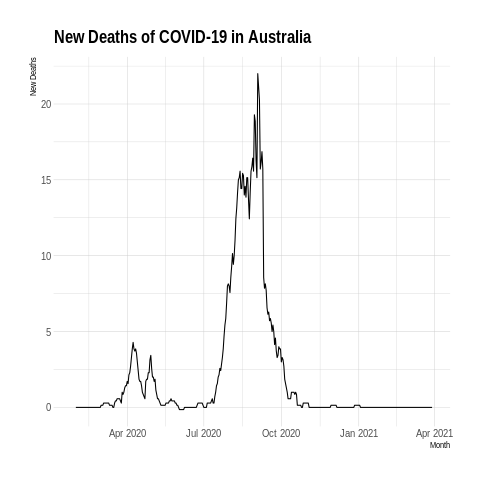 New Deaths of COVID-19 in Australia
New Deaths
20
15
10
5
0
Apr 2020 Jul 2020 Oct 2020 Jan 2021 Apr 2021
Month